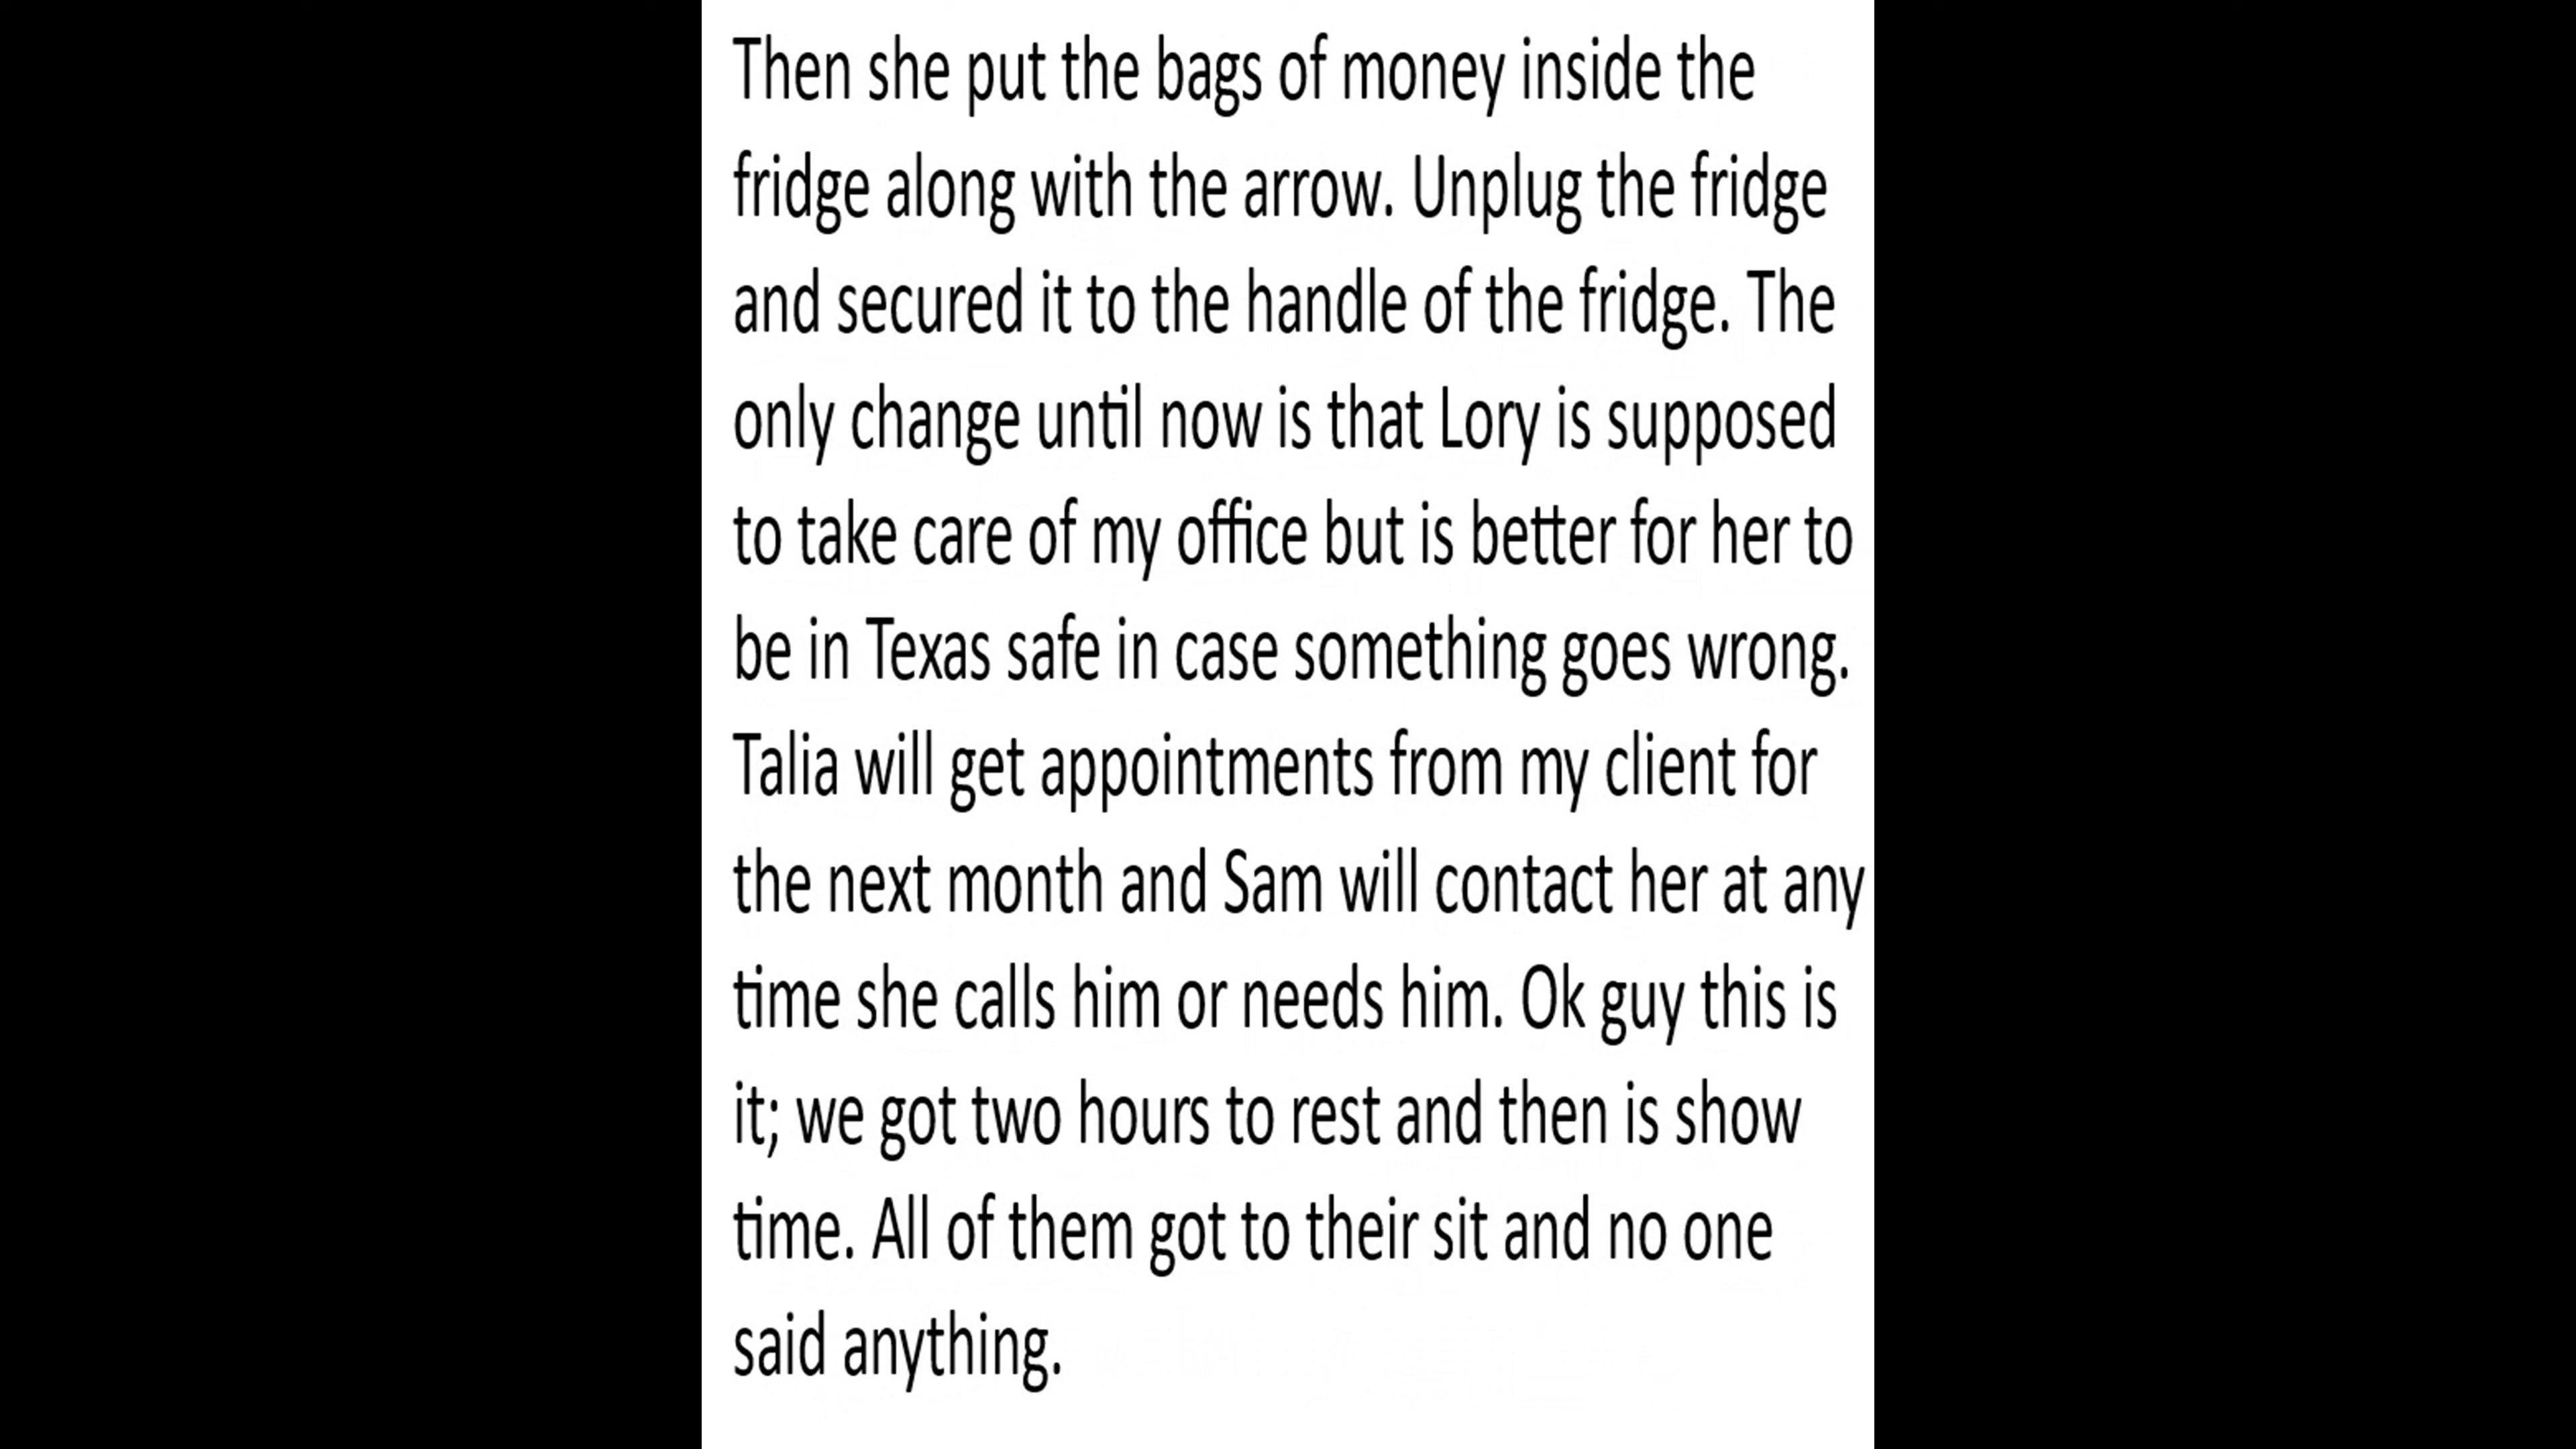 Then she put the bags of money inside the
fridge along with the arrow. Unplug the fridge
and secured it to the handle of the fridge. The
only change until now is that Lory is supposed
to take care of my office but is better for her to
be in Texas safe in case something goes wrong.
Talia will get appointments from my client for
the next month and Sam will contact her at any
time she calls him or needs him. Ok guy this is
it; we got two hours to rest and then is show
time. All of them got to their sit and no one
said anything.